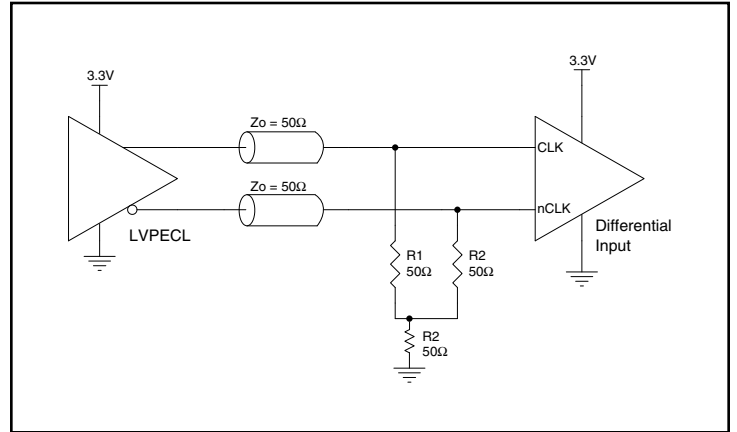 3.3V
3.3V
Zo = 50Ω
CLK
Zo = 50Ω
nCLK
LVPECL
Differential
Input
R1
50Ω
R2
50Ω
R2
50Ω